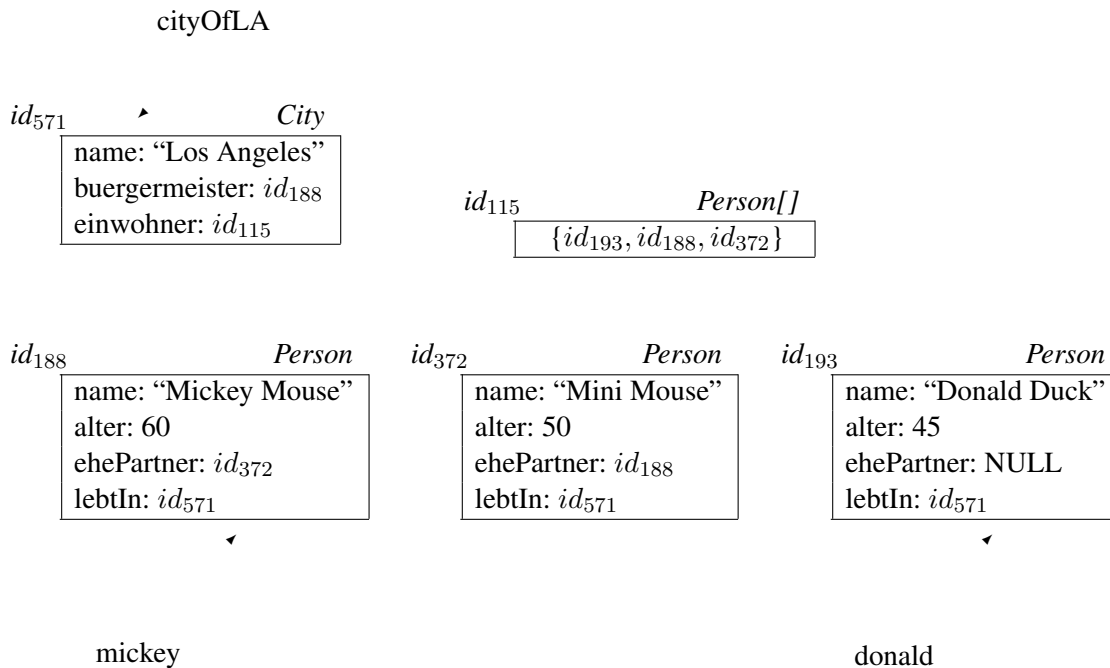 cityOfLA
id571 City
name: “Los Angeles”
buergermeister: id188
einwohner: id115
id115 Person[]
{id193, id188, id372}
id188 Person
name: “Mickey Mouse”
alter: 60
ehePartner: id372
lebtIn: id571
id372 Person
name: “Mini Mouse”
alter: 50
ehePartner: id188
lebtIn: id571
id193 Person
name: “Donald Duck”
alter: 45
ehePartner: NULL
lebtIn: id571
mickey
donald